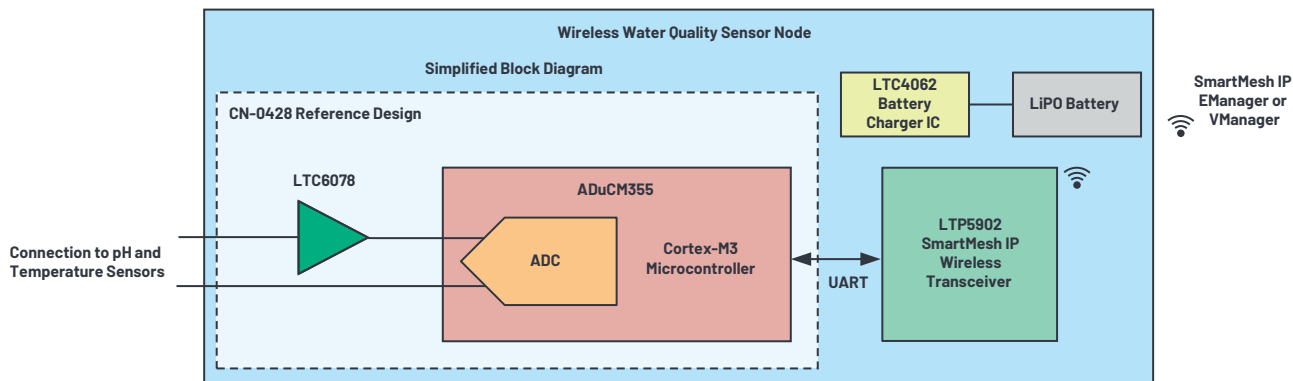 Wireless Water Quality Sensor Node
Simplified Block Diagram
CN-0428 Reference Design
LTC4062
Battery
Charger IC
LiPO Battery
SmartMesh IP
EManager or
VManager
LTC6078
ADuCM355
Connection to pH and
Temperature Sensors
ADC
Cortex-M3
Microcontroller
UART
LTP5902
SmartMesh IP
Wireless
Transceiver